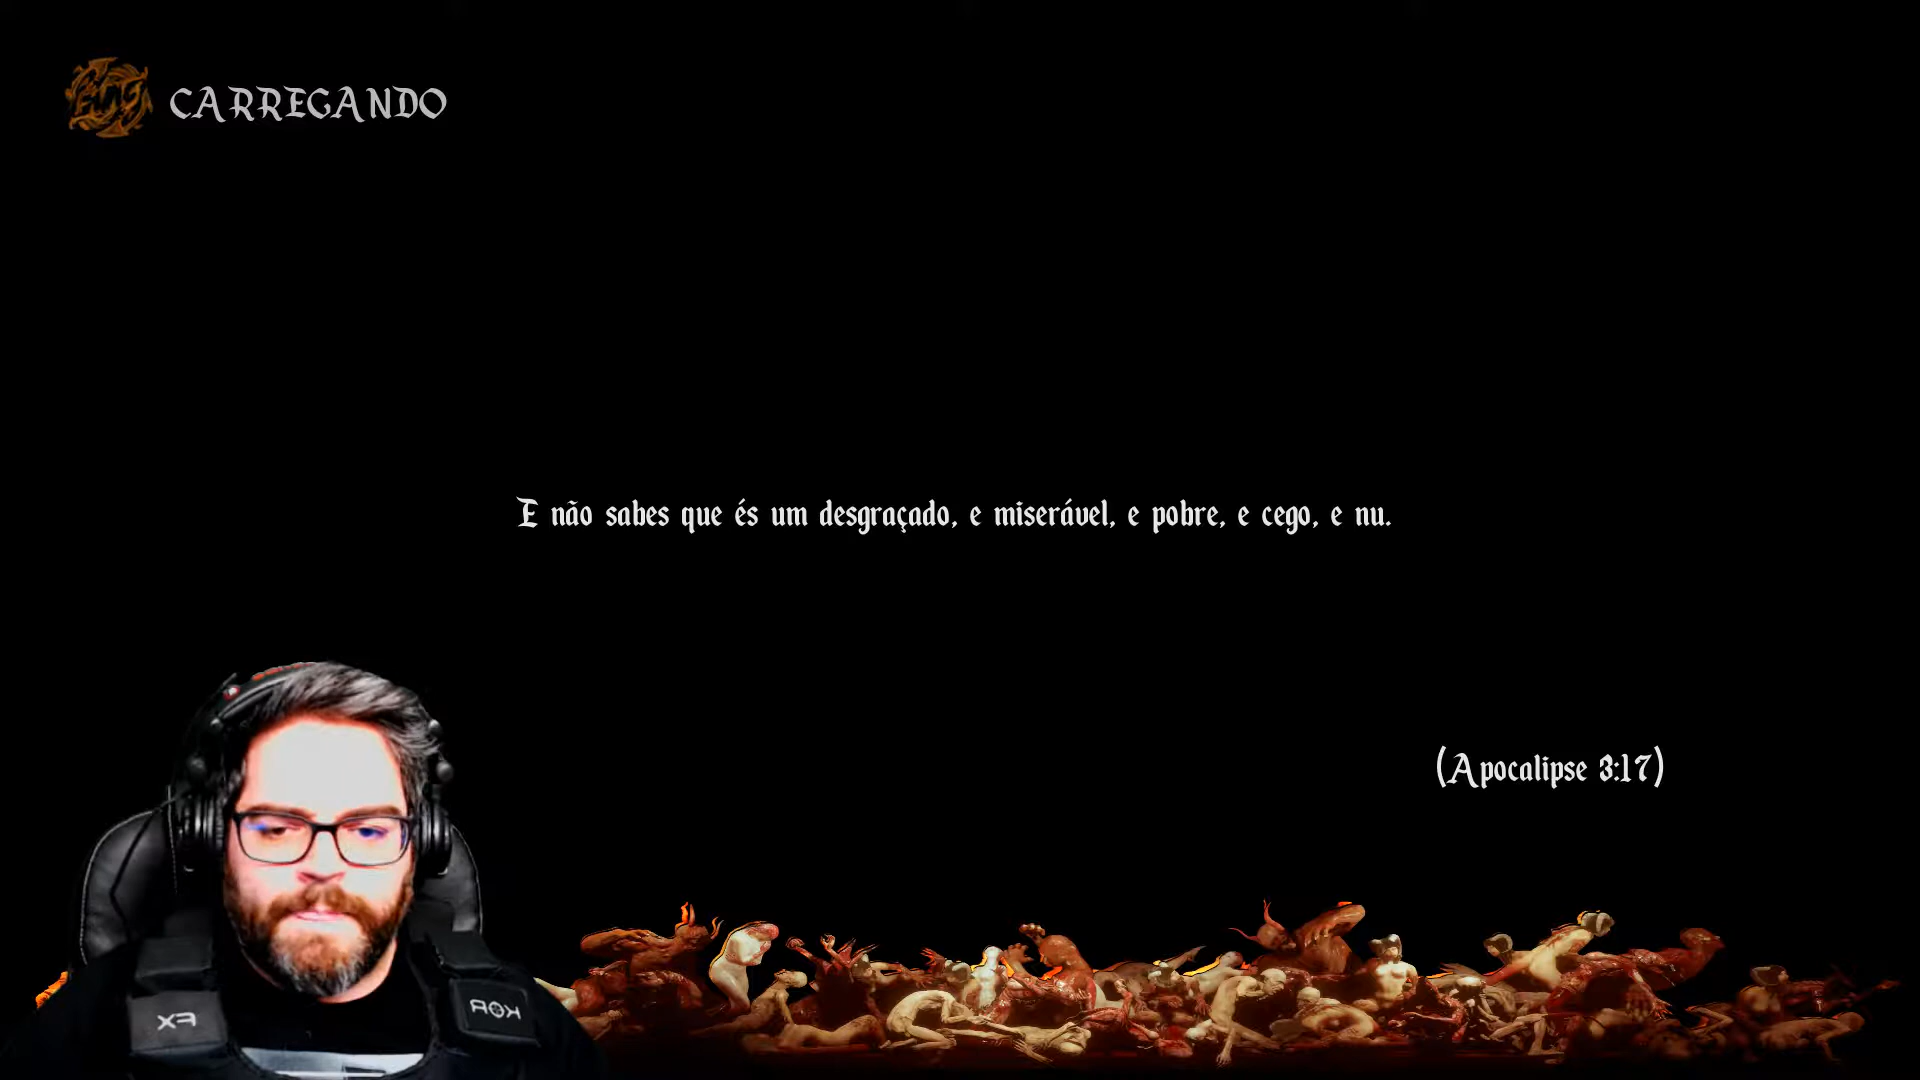 CARREGANDO
E não sabes que és um desgraçado, e miserável, e pobre, e cego, e nu.
(Apocalipse 3:17)